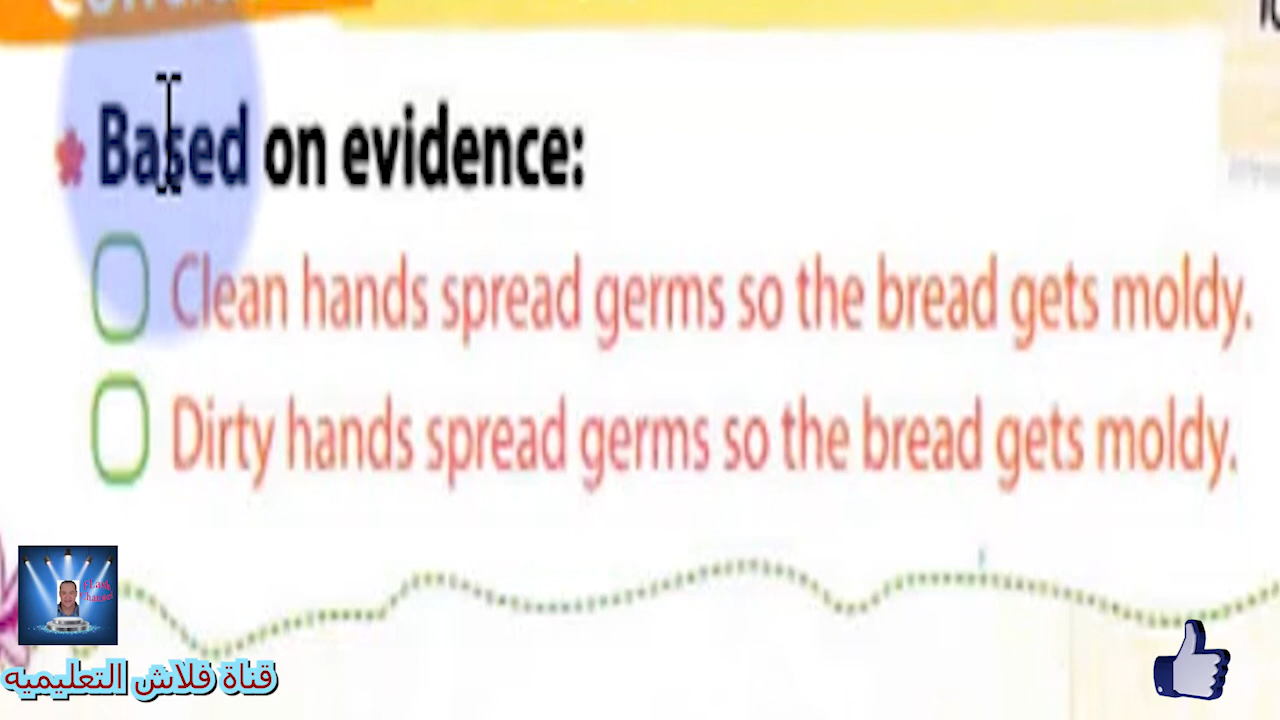 Based on evidence:
Clean hands spread germs so the bread gets moldy.
Dirty hands spread germs so the bread gets moldy.
قناة فلاش التعليميه